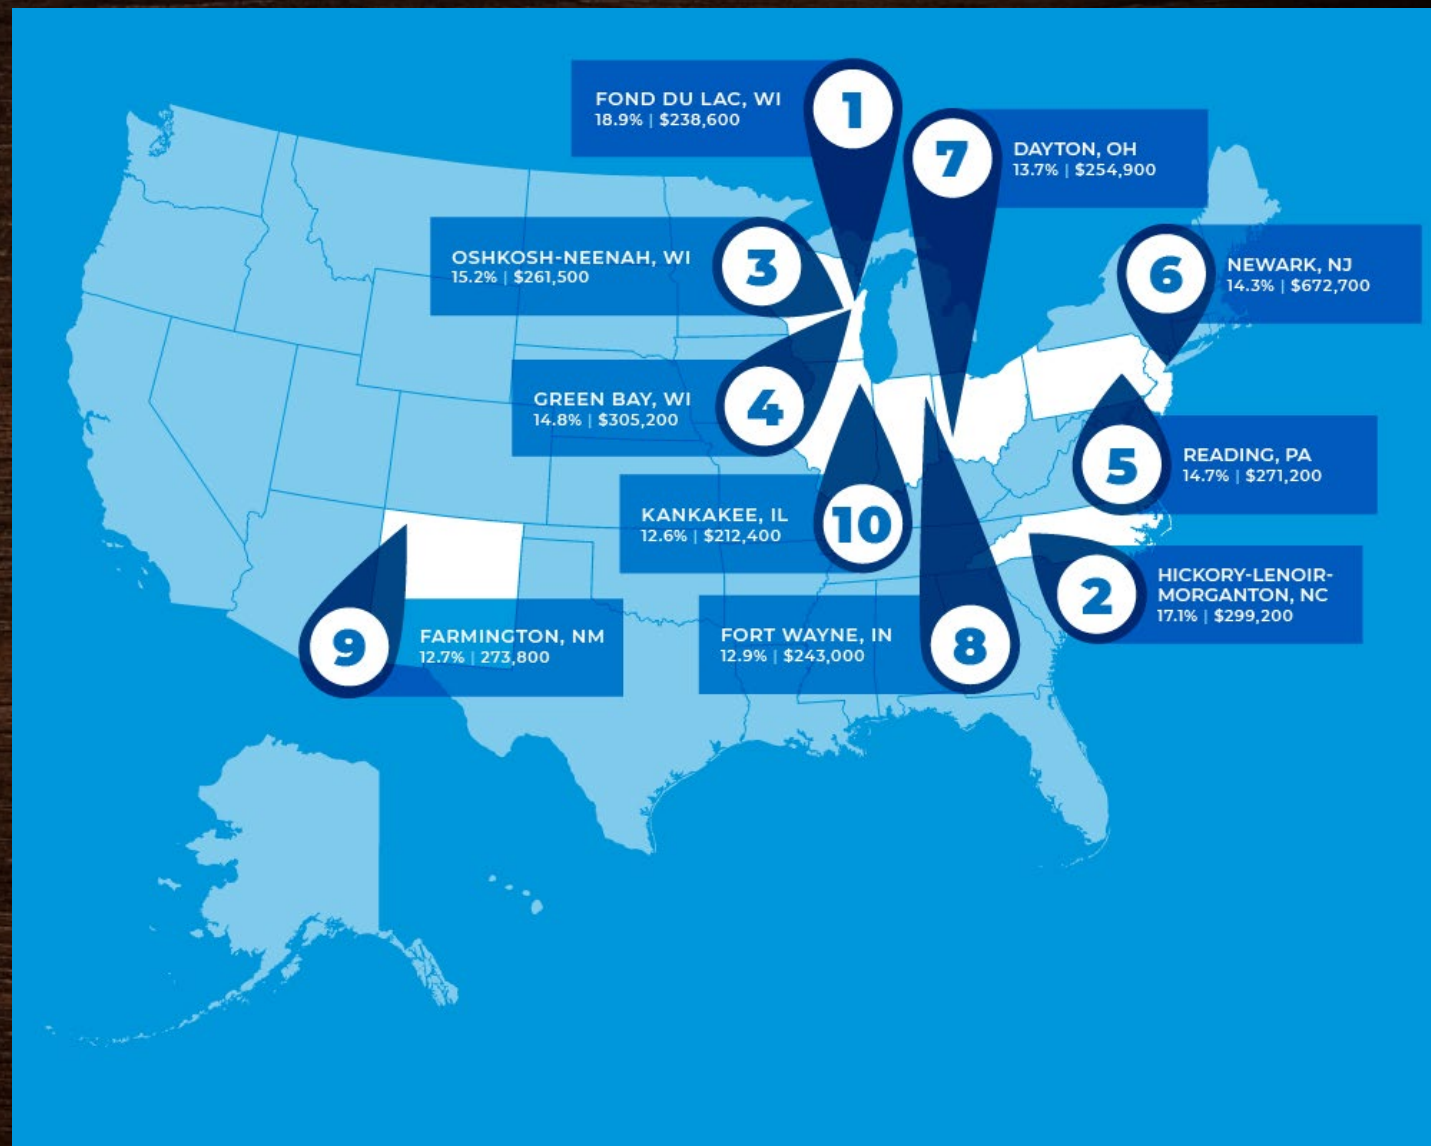 1
FOND DU LAC, WI
18.9% | $238,600
7
DAYTON, OH
13.7% | $254,900
3
OSHKOSH-NEENAH, WI
15.2% | $261,500
6
NEWARK, NJ
14.3% | $672,700
4
GREEN BAY, WI
14.8% | $305,200
5
READING, PA
14.7% | $271,200
10
KANKAKEE, IL
12.6% | $212,400
2
HICKORY-LENOIR-
MORGANTON, NC
17.1% | $299,200
9
FARMINGTON, NM
12.7% | 273,800
8
FORT WAYNE, IN
12.9% | $243,000